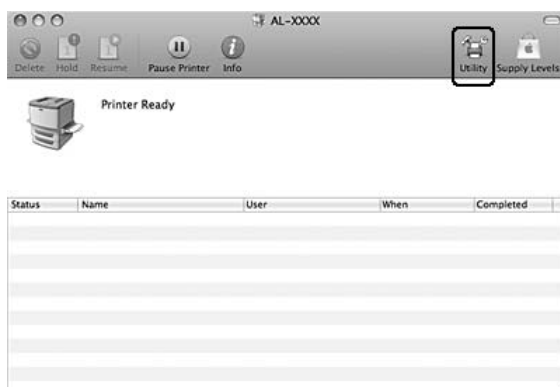 AL-XXXX
Delete Hold Resume Pause Printer Info Utility Supply Levels
Printer Ready
Status Name User When Completed